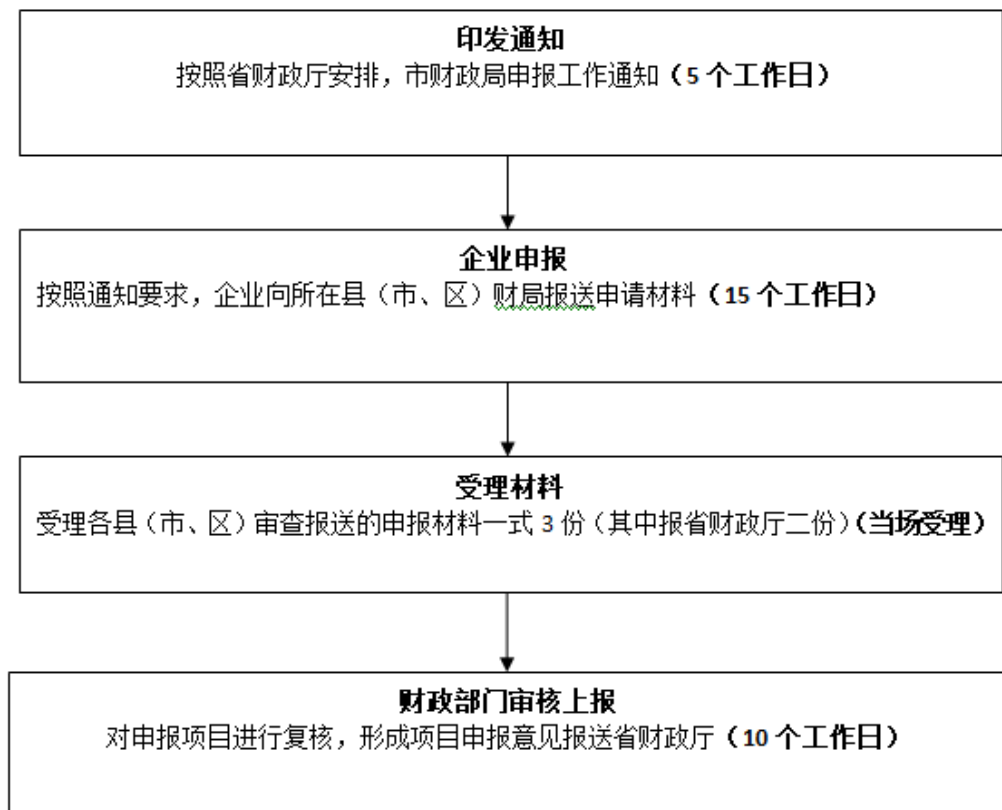 印发通知
按照省财政厅安排，市财政局申报工作通知（5 个工作日）
企业申报
按照通知要求，企业向所在县（市、区）财局报送申请材料（15 个工作日）
受理材料
受理各县（市、区）审查报送的申报材料一式 3 份（其中报省财政厅二份）（当场受理）
财政部门审核上报
对申报项目进行复核，形成项目申报意见报送省财政厅（10 个工作日）